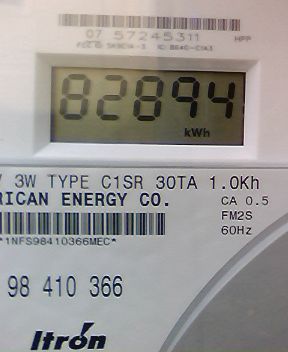 07 57245311 HPP
82894
kWh
V 3W TYPE C1SR 30TA 1.0Kh
RICAN ENERGY CO.
CA 0.5
FM2S
60Hz
*1NFS98410366MEC*
98 410 366
Itron